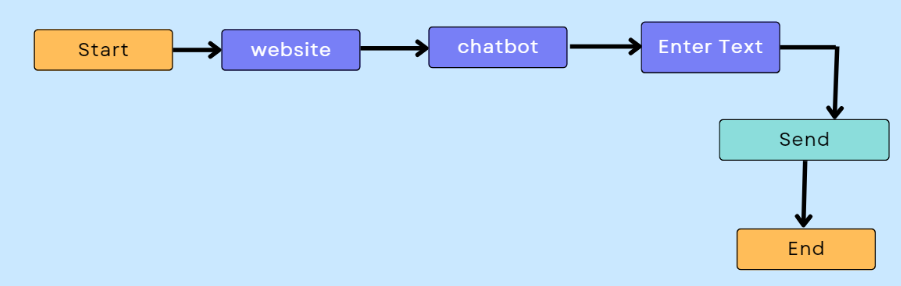 Start
website
chatbot
Enter Text
Send
End